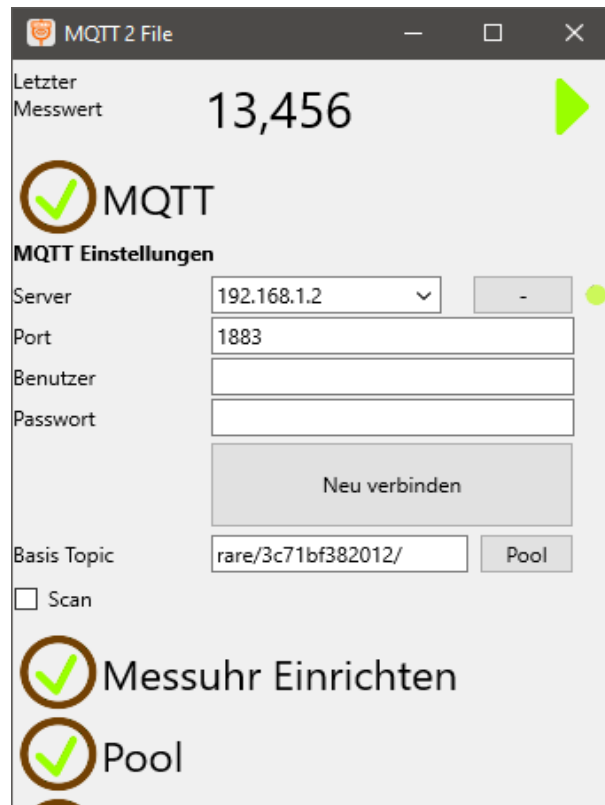 MQTT 2 File
Letzter
Messwert
13,456
MQTT
MQTT Einstellungen
Server 192.168.1.2 -
Port 1883
Benutzer
Passwort
Neu verbinden
Basis Topic rare/3c71bf382012/ Pool
Scan
Messuhr Einrichten
Pool